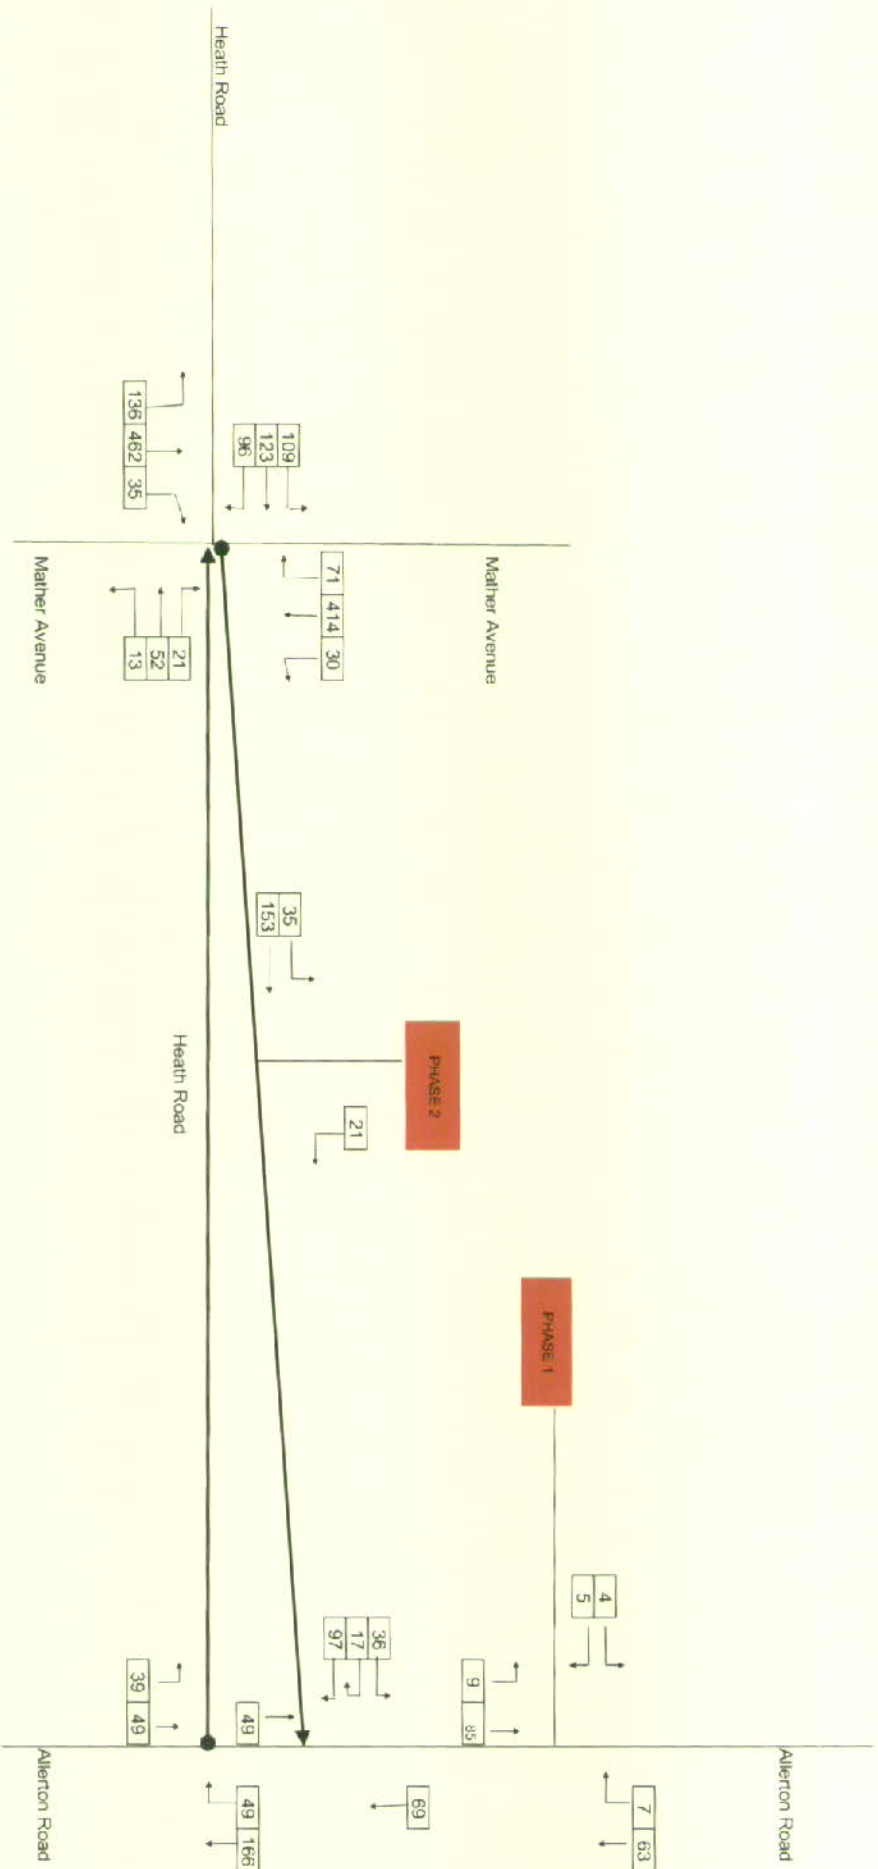 Heath Road
109
123
96
136 462 35
Mather Avenue
Mather Avenue
71 414 30
21
52
13
35
153
PHASE 2
21
Heath Road
PHASE 1
4
5
36
17
97
9 85
49
39 49
Allerton Road
Allerton Road
7 63
69
49 166